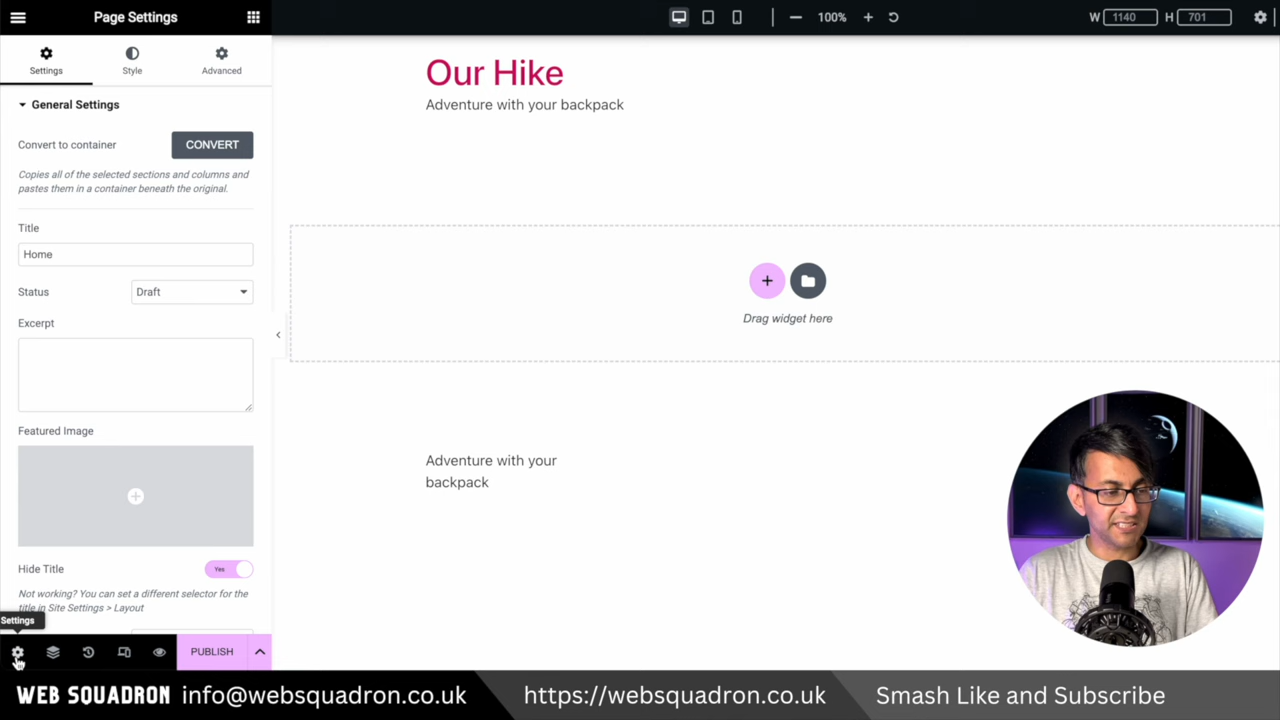 Page Settings
100%
W 1140 H 701
Settings
Style
Advanced
General Settings
Convert to container
CONVERT
Copies all of the selected sections and columns and
pastes them in a container beneath the original.
Title
Home
Status
Draft
Excerpt
Featured Image
Hide Title
Yes
Not working? You can set a different selector for the
title in Site Settings > Layout
Settings
PUBLISH
Our Hike
Adventure with your backpack
Drag widget here
Adventure with your
backpack
WEB SQUADRON info@websquadron.co.uk https://websquadron.co.uk Smash Like and Subscribe